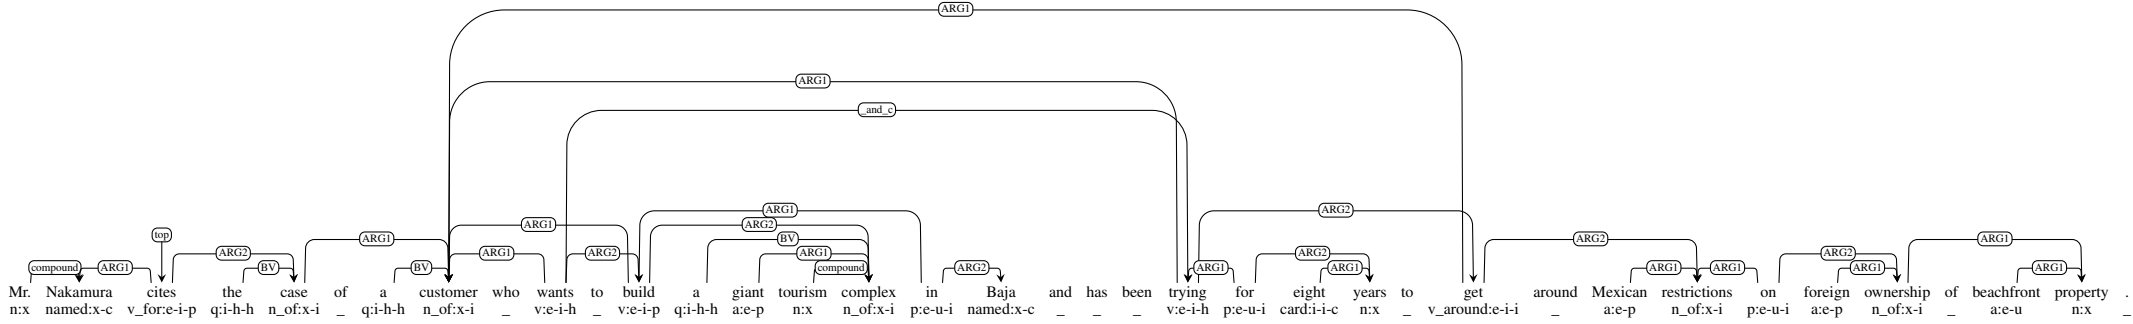 ARG1
ARG1
_and_c
ARG1
ARG2
ARG1
ARG2
top
ARG1
BV
ARG2
ARG1
ARG2
ARG1
ARG2
ARG1
ARG2
ARG2
compound
ARG1
BV
BV
compound
ARG2
ARG1
ARG1
ARG1
ARG1
ARG1
ARG1
Mr. Nakamura cites the case of a customer who wants to build a giant tourism complex in Baja and has been trying for eight years to get around Mexican restrictions on foreign ownership of beachfront property .
n:x named:x-c v_for:e-i-p q:i-h-h n_of:x-i _ q:i-h-h n_of:x-i _ v:e-i-h _ v:e-i-p q:i-h-h a:e-p n:x n_of:x-i p:e-u-i named:x-c _ _ _ v:e-i-h p:e-u-i card:i-i-c n:x _ v_around:e-i-i _ a:e-p n_of:x-i p:e-u-i a:e-p n_of:x-i _ a:e-u n:x _